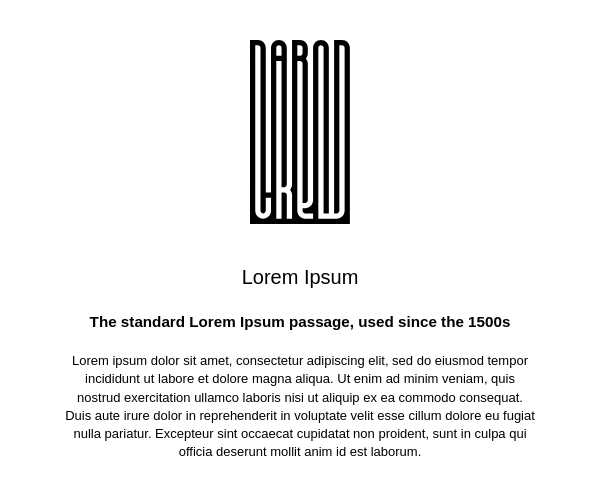 DAROD
CREW
Lorem Ipsum
The standard Lorem Ipsum passage, used since the 1500s
Lorem ipsum dolor sit amet, consectetur adipiscing elit, sed do eiusmod tempor
incididunt ut labore et dolore magna aliqua. Ut enim ad minim veniam, quis
nostrud exercitation ullamco laboris nisi ut aliquip ex ea commodo consequat.
Duis aute irure dolor in reprehenderit in voluptate velit esse cillum dolore eu fugiat
nulla pariatur. Excepteur sint occaecat cupidatat non proident, sunt in culpa qui
officia deserunt mollit anim id est laborum.